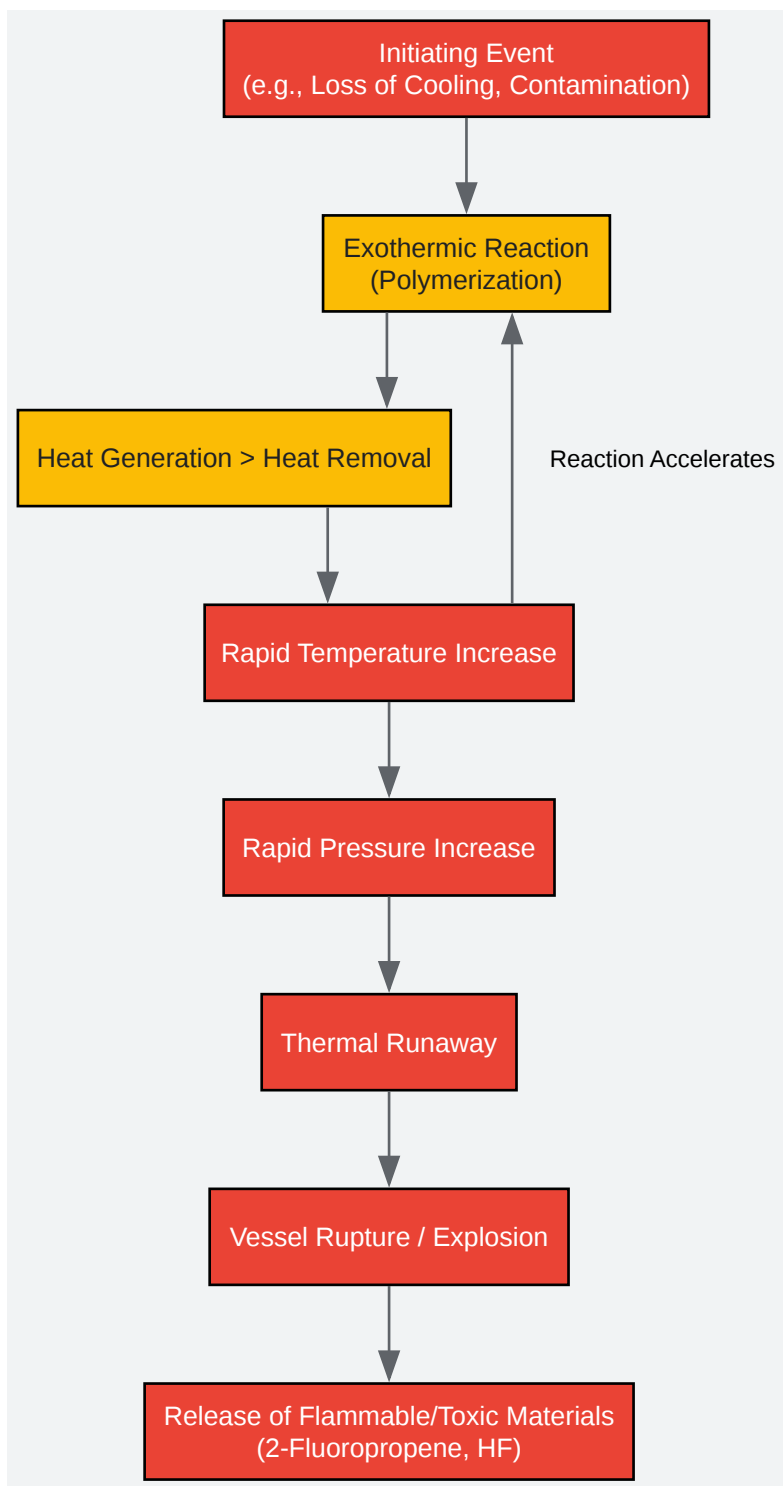 Initiating Event
(e.g., Loss of Cooling, Contamination)
Exothermic Reaction
(Polymerization)
Heat Generation > Heat Removal
Reaction Accelerates
Rapid Temperature Increase
Rapid Pressure Increase
Thermal Runaway
Vessel Rupture / Explosion
Release of Flammable/Toxic Materials
(2-Fluoropropene, HF)